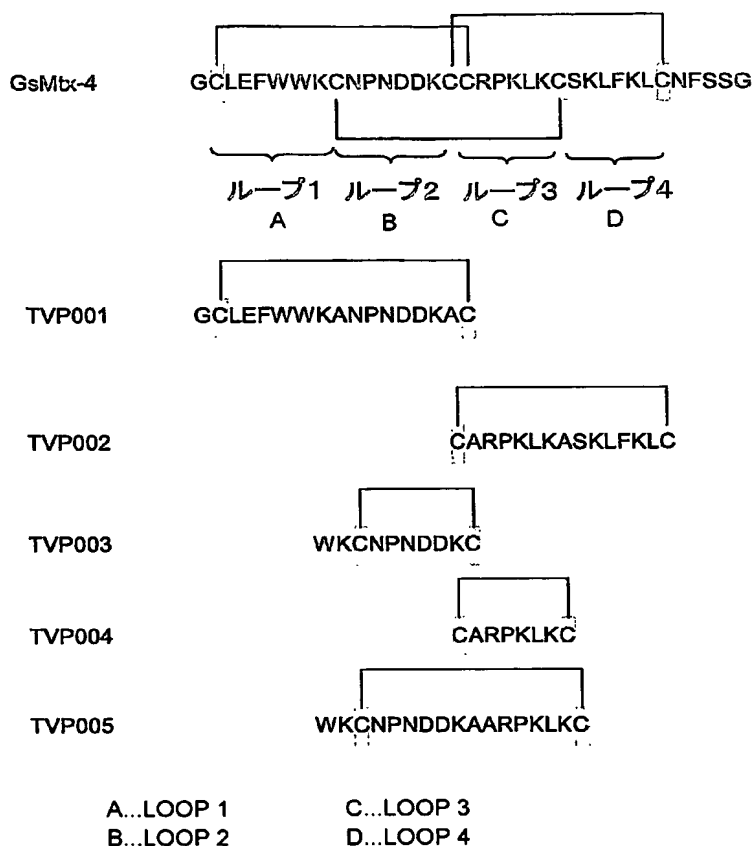 GsMtx-4 GCLEFWWKCNPNDDKCCRPKLKCSKLFKLCNFSSG
ループ1 ループ2 ループ3 ループ4
A B C D
TVP001 GCLEFWWKANPNDDKAC
TVP002 CARPKLKASKLFKLC
TVP003 WKCNPNDDKC
TVP004 CARPKLKC
TVP005 WKCNPNDDKAARPKLKC
A...LOOP 1 C...LOOP 3
B...LOOP 2 D...LOOP 4